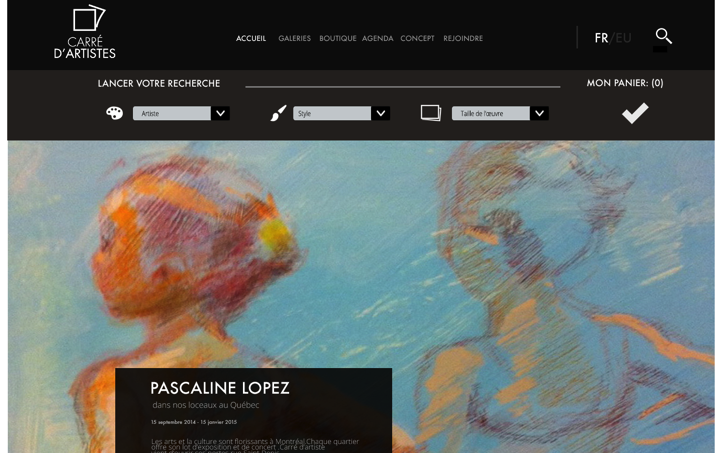 CARRÉ
D'ARTISTES
ACCUEIL GALERIES BOUTIQUE AGENDA CONCEPT REJOINDRE
FR/EU
LANCER VOTRE RECHERCHE
MON PANIER: (0)
Artiste
Style
Taille de l'œuvre
PASCALINE LOPEZ
dans nos loceaux au Québec
15 septembre 2014 - 15 janvier 2015
Les arts et la culture sont florissants à Montréal.Chaque quartier
offre son lot d'exposition et de concert .Carré d'artiste